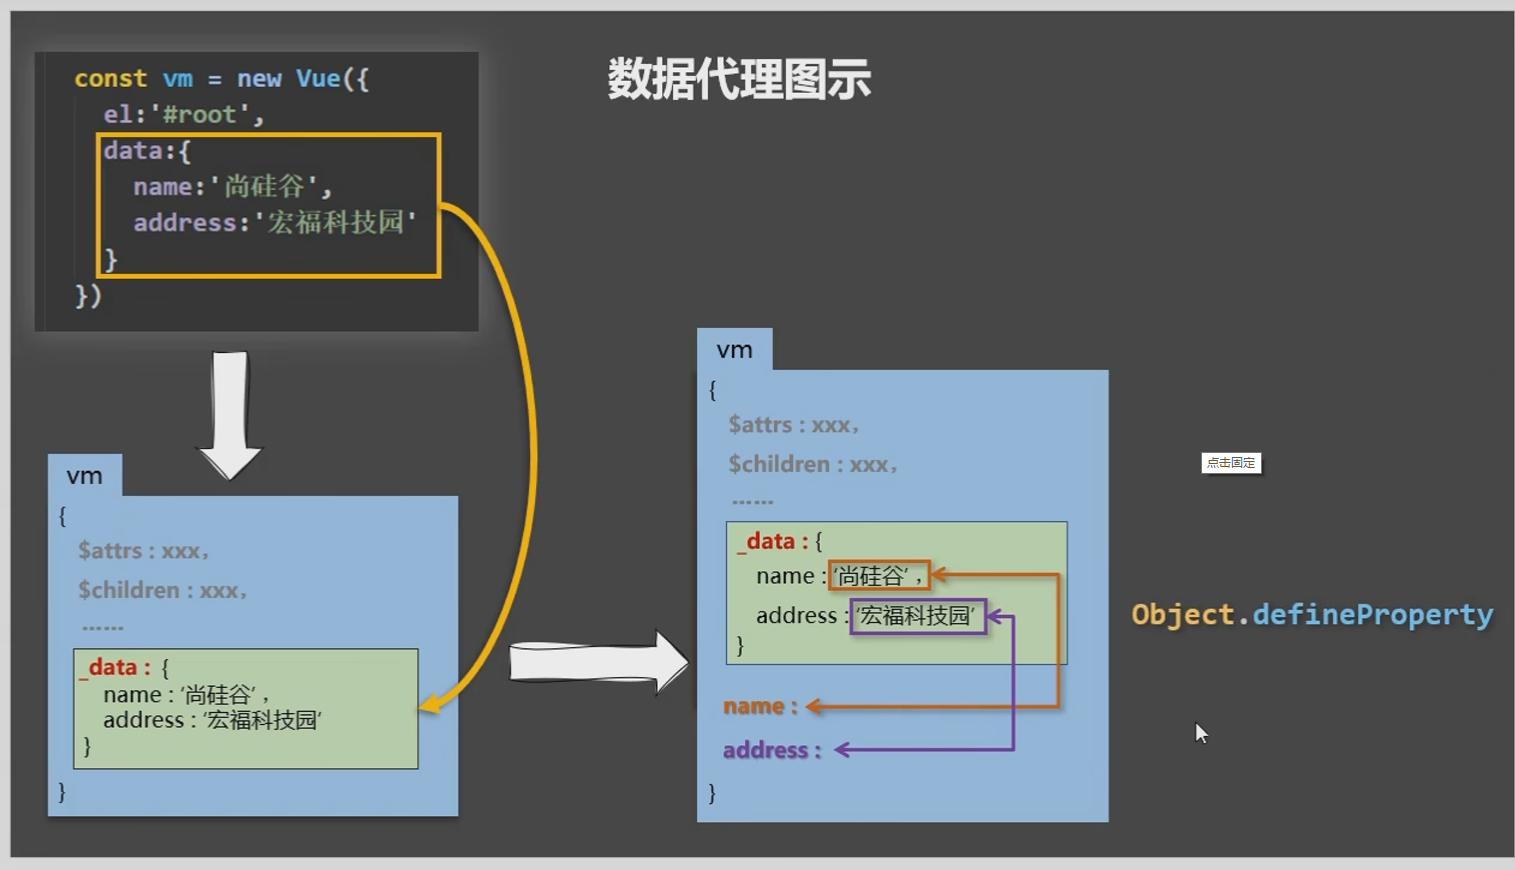 数据代理图示
const vm = new Vue({
el:'#root',
data:{
name:'尚硅谷',
address:'宏福科技园'
}
})
vm
{
$attrs : xxx，
$children : xxx，
……
_data : {
name : ‘尚硅谷’ ，
address : ‘宏福科技园’
}
}
vm
{
$attrs : xxx，
$children : xxx，
……
_data : {
name : ‘尚硅谷’ ，
address : ‘宏福科技园’
}
name :
address :
}
点击固定
Object.defineProperty